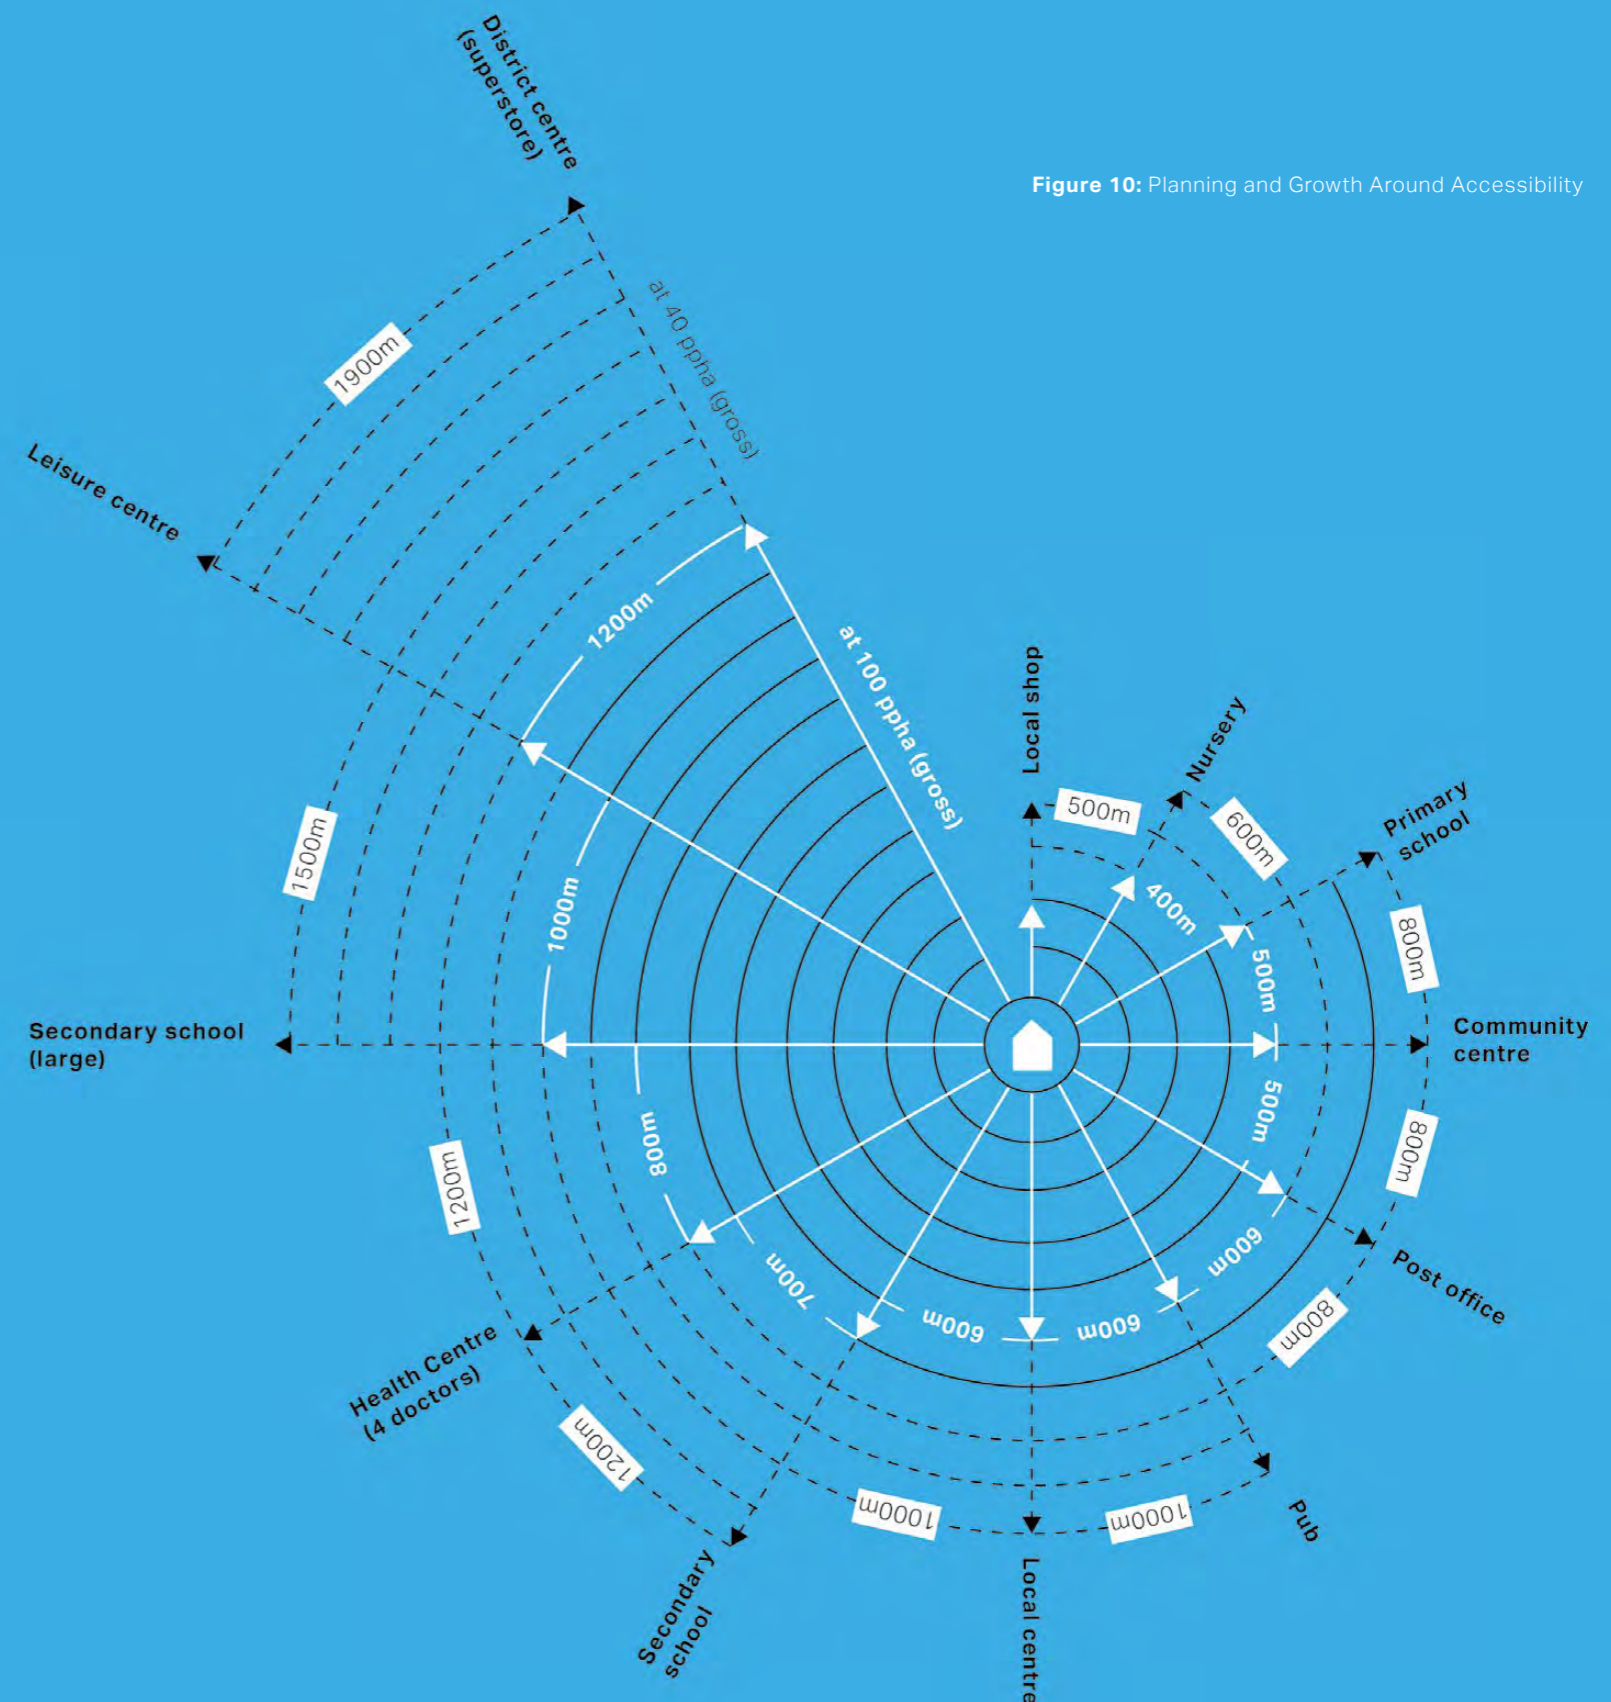 Figure 10: Planning and Growth Around Accessibility
District centre
(superstore)
at 40 ppha (gross)
1900m
Leisure centre
1200m
at 100 ppha (gross)
Local shop
Nursery
500m
600m
Primary
school
400m
1500m
1000m
500m
800m
Secondary school
(large)
Community
centre
800m
500m
800m
1200m
700m
600m
600m
600m
Post office
800m
Health Centre
(4 doctors)
1200m
1000m
1000m
Pub
Secondary
school
Local centre